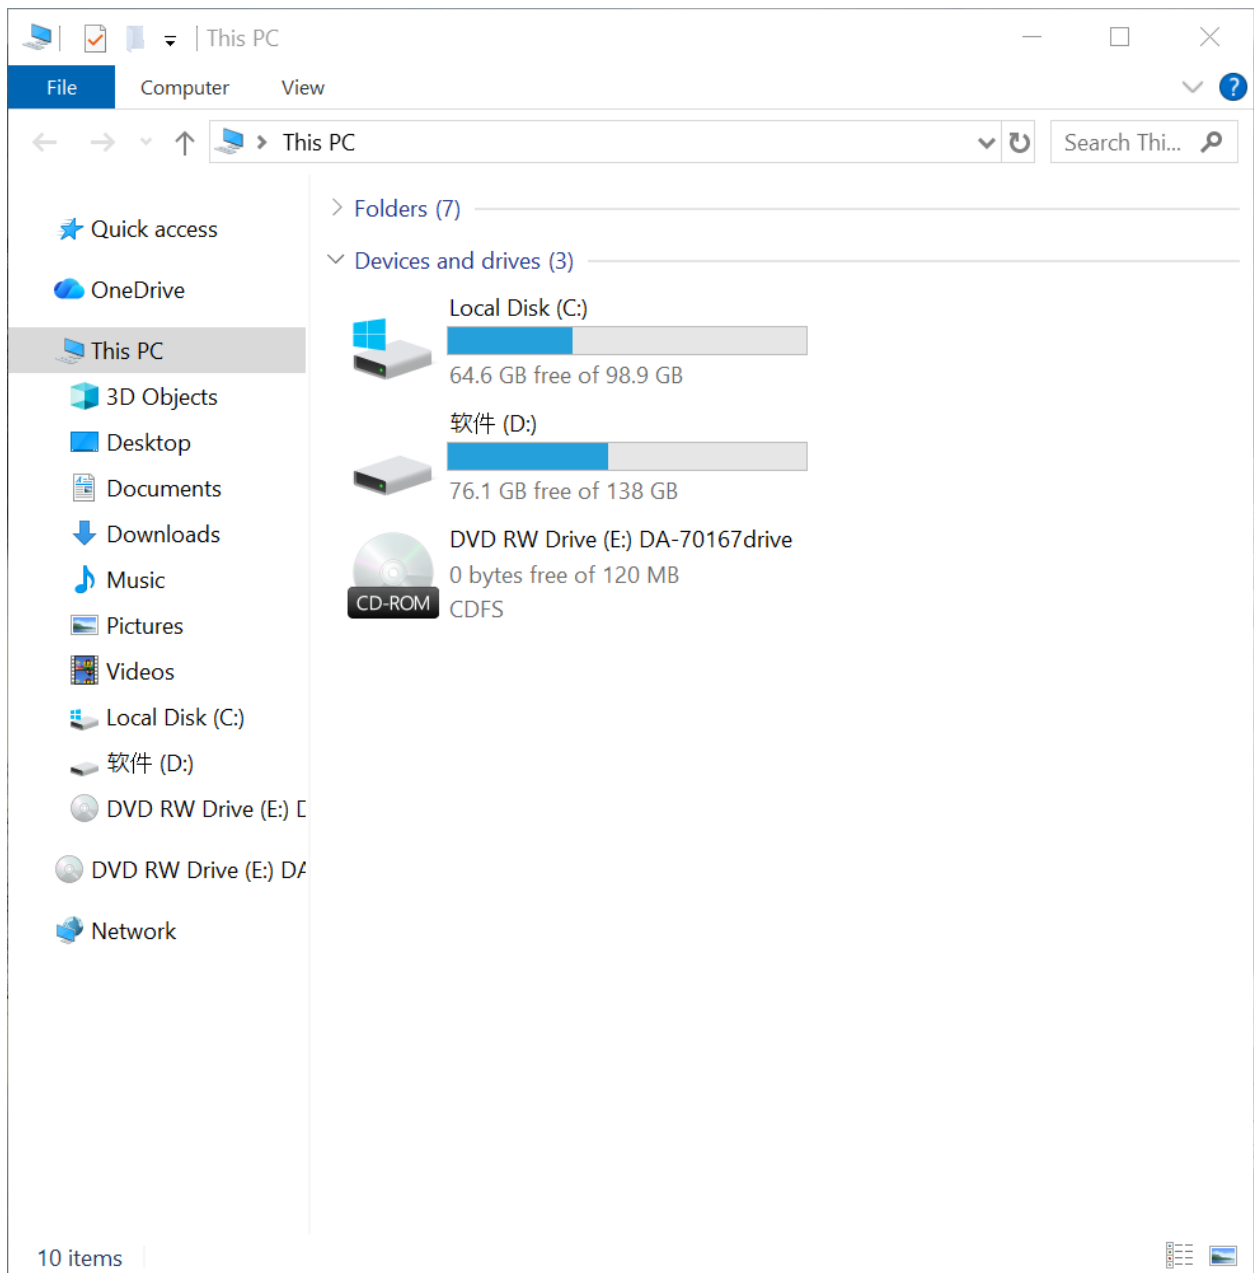 This PC
File Computer View ?
This PC Search Thi...
Quick access
OneDrive
This PC
3D Objects
Desktop
Documents
Downloads
Music
Pictures
Videos
Local Disk (C:)
软件 (D:)
DVD RW Drive (E:) D
DVD RW Drive (E:) DA
Network
Folders (7)
Devices and drives (3)
Local Disk (C:)
64.6 GB free of 98.9 GB
软件 (D:)
76.1 GB free of 138 GB
DVD RW Drive (E:) DA-70167drive
0 bytes free of 120 MB
CD-ROM CDFS
10 items